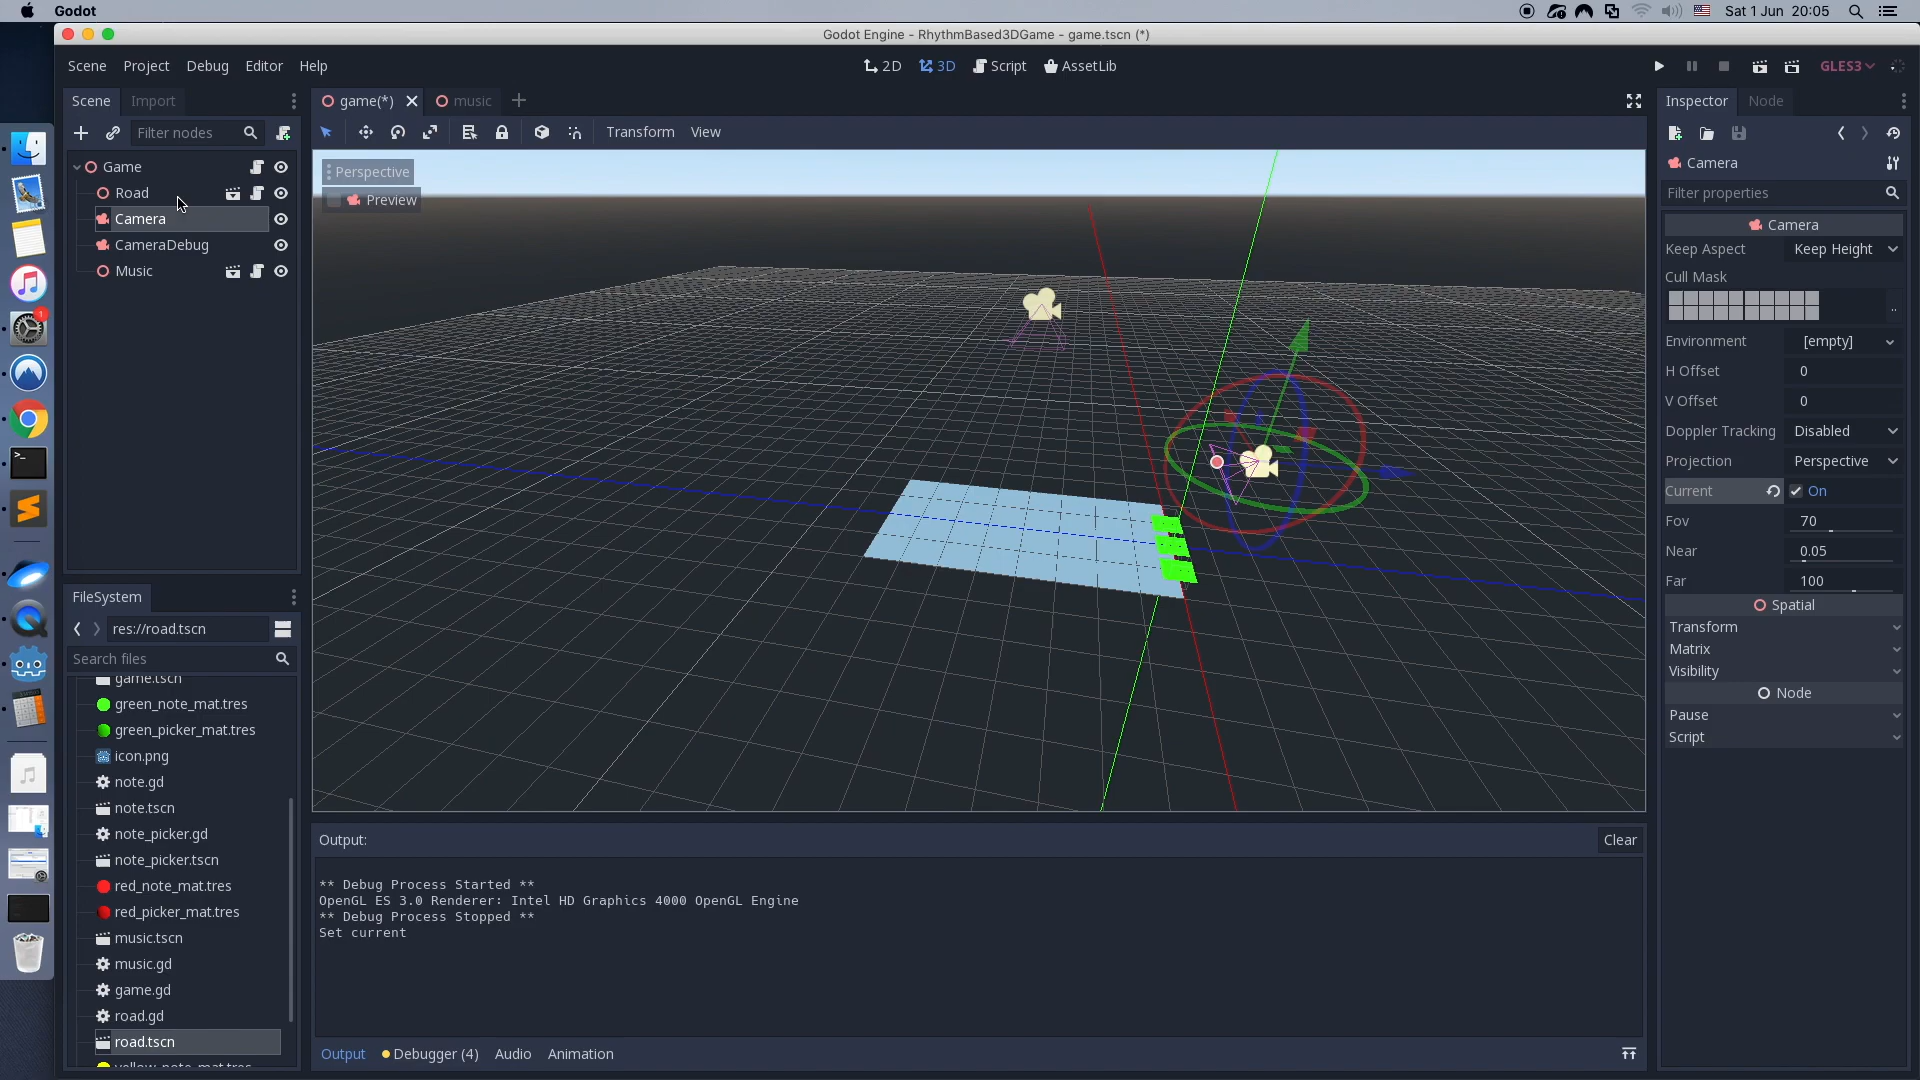 Godot
Sat 1 Jun 20:05
Godot Engine - RhythmBased3DGame - game.tscn (*)
Scene Project Debug Editor Help
2D 3D Script AssetLib
GLES3
Scene Import
game(*) music
Inspector Node
Filter nodes
Transform View
Game
Road
Camera
CameraDebug
Music
Perspective
Preview
Camera
Filter properties
Camera
Keep Aspect Keep Height
Cull Mask
..
Environment [empty]
H Offset 0
V Offset 0
Doppler Tracking Disabled
Projection Perspective
Current On
Fov 70
Near 0.05
Far 100
Spatial
Transform
Matrix
Visibility
Node
Pause
Script
FileSystem
res://road.tscn
Search files
game.tscn
green_note_mat.tres
green_picker_mat.tres
icon.png
note.gd
note.tscn
note_picker.gd
note_picker.tscn
red_note_mat.tres
red_picker_mat.tres
music.tscn
music.gd
game.gd
road.gd
road.tscn
yellow_note_mat.tres
Output:
Clear
** Debug Process Started **
OpenGL ES 3.0 Renderer: Intel HD Graphics 4000 OpenGL Engine
** Debug Process Stopped **
Set current
Output Debugger (4) Audio Animation
1